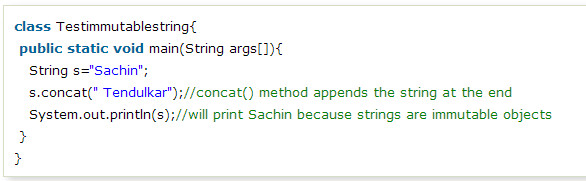 class Testimmutablestring{
 public static void main(String args[]){
   String s="Sachin";
   s.concat(" Tendulkar");//concat() method appends the string at the end
   System.out.println(s);//will print Sachin because strings are immutable objects
 }
}